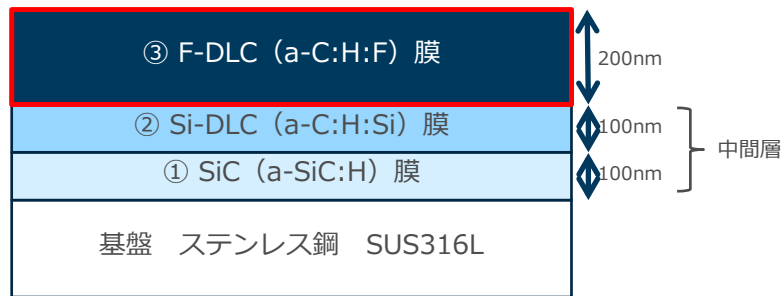 ③ F-DLC（a-C:H:F）膜
200nm
② Si-DLC（a-C:H:Si）膜
100nm
① SiC（a-SiC:H）膜
100nm
中間層
基盤　ステンレス鋼　SUS316L